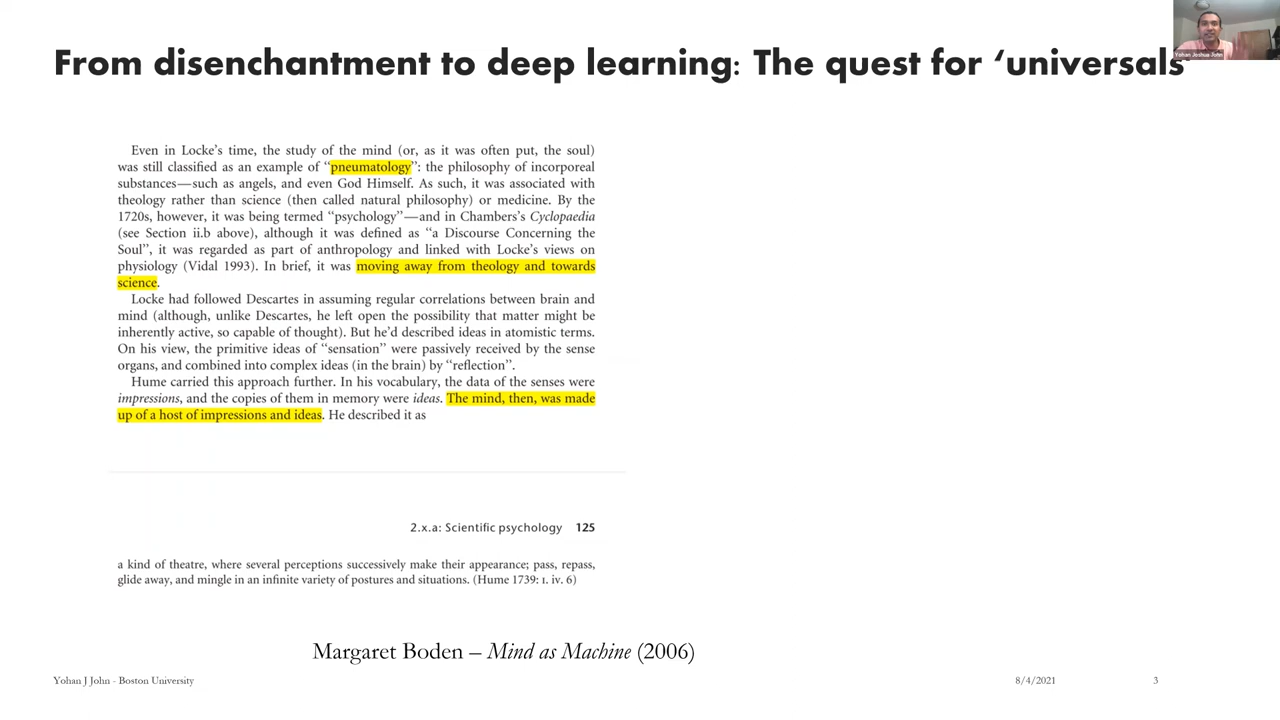 From disenchantment to deep learning: The quest for ‘universals’
Yohan Joshua John
Even in Locke’s time, the study of the mind (or, as it was often put, the soul)
was still classified as an example of “pneumatology”: the philosophy of incorporeal
substances—such as angels, and even God Himself. As such, it was associated with
theology rather than science (then called natural philosophy) or medicine. By the
1720s, however, it was being termed “psychology”—and in Chambers’s Cyclopaedia
(see Section ii.b above), although it was defined as “a Discourse Concerning the
Soul”, it was regarded as part of anthropology and linked with Locke’s views on
physiology (Vidal 1993). In brief, it was moving away from theology and towards
science.
Locke had followed Descartes in assuming regular correlations between brain and
mind (although, unlike Descartes, he left open the possibility that matter might be
inherently active, so capable of thought). But he’d described ideas in atomistic terms.
On his view, the primitive ideas of “sensation” were passively received by the sense
organs, and combined into complex ideas (in the brain) by “reflection”.
Hume carried this approach further. In his vocabulary, the data of the senses were
impressions, and the copies of them in memory were ideas. The mind, then, was made
up of a host of impressions and ideas. He described it as
2.x.a: Scientific psychology 125
a kind of theatre, where several perceptions successively make their appearance; pass, repass,
glide away, and mingle in an infinite variety of postures and situations. (Hume 1739: I. iv. 6)
Margaret Boden – Mind as Machine (2006)
Yohan J John - Boston University
8/4/2021
3